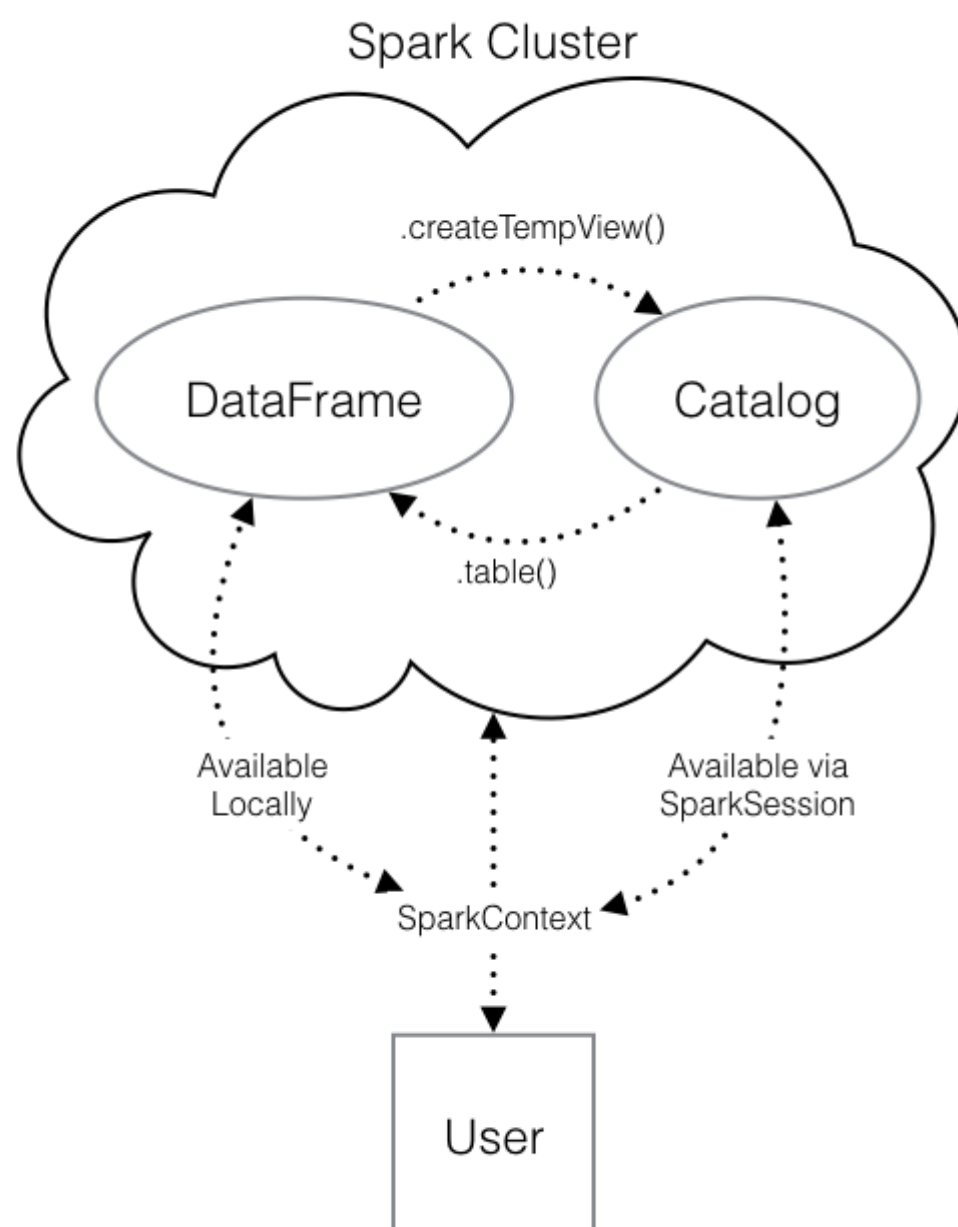 Spark Cluster
.createTempView()
DataFrame
Catalog
.table()
Available
Locally
Available via
SparkSession
SparkContext
User